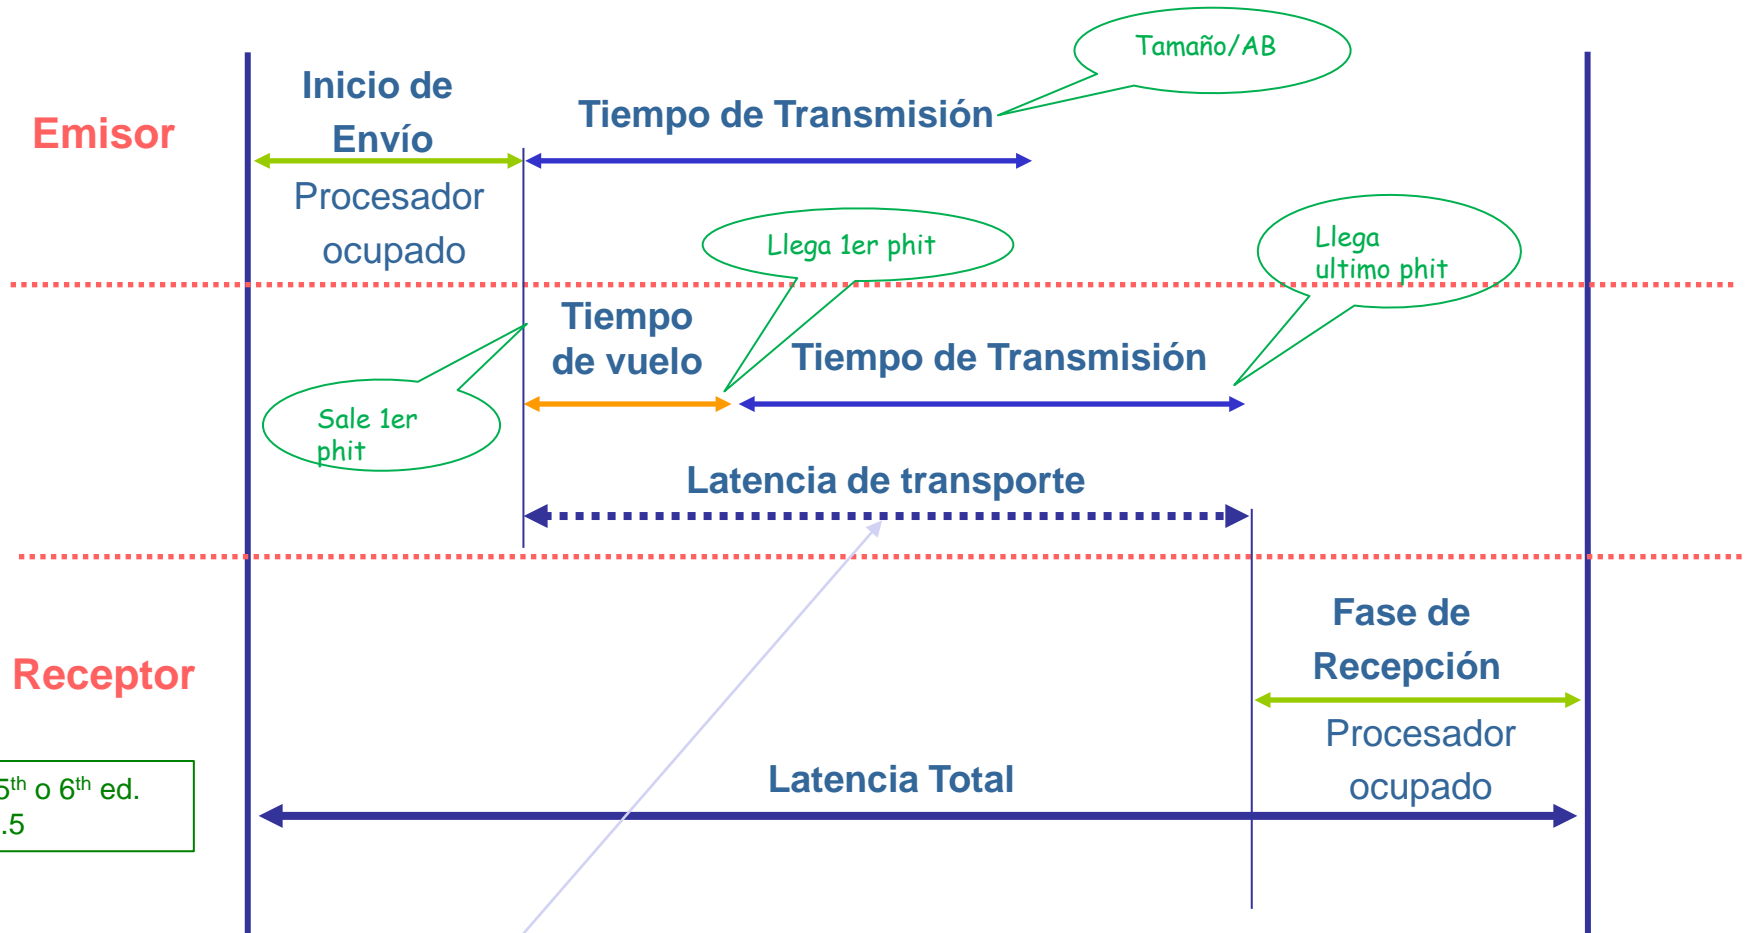 Tamaño/AB
Inicio de
Envío
Tiempo de Transmisión
Emisor
Procesador
ocupado
Llega 1er phit
Llega
ultimo phit
Tiempo
de vuelo
Tiempo de Transmisión
Sale 1er
phit
Latencia de transporte
Fase de
Recepción
Receptor
Procesador
ocupado
Latencia Total
5th o 6th ed.
.5